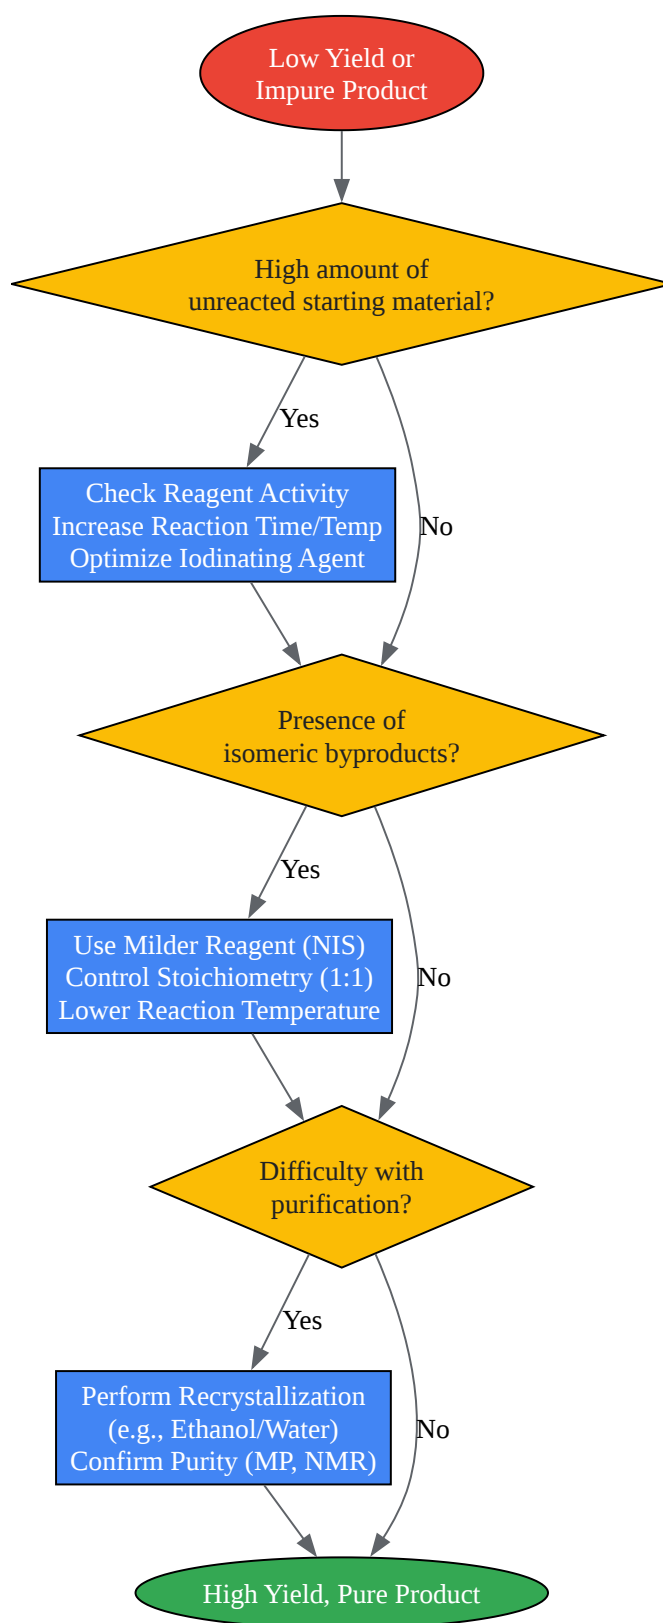 Low Yield or
Impure Product
High amount of
unreacted starting material?
Yes
Check Reagent Activity
Increase Reaction Time/Temp
Optimize Iodinating Agent
No
Presence of
isomeric byproducts?
Yes
Use Milder Reagent (NIS)
Control Stoichiometry (1:1)
Lower Reaction Temperature
No
Difficulty with
purification?
Yes
Perform Recrystallization
(e.g., Ethanol/Water)
Confirm Purity (MP, NMR)
No
High Yield, Pure Product